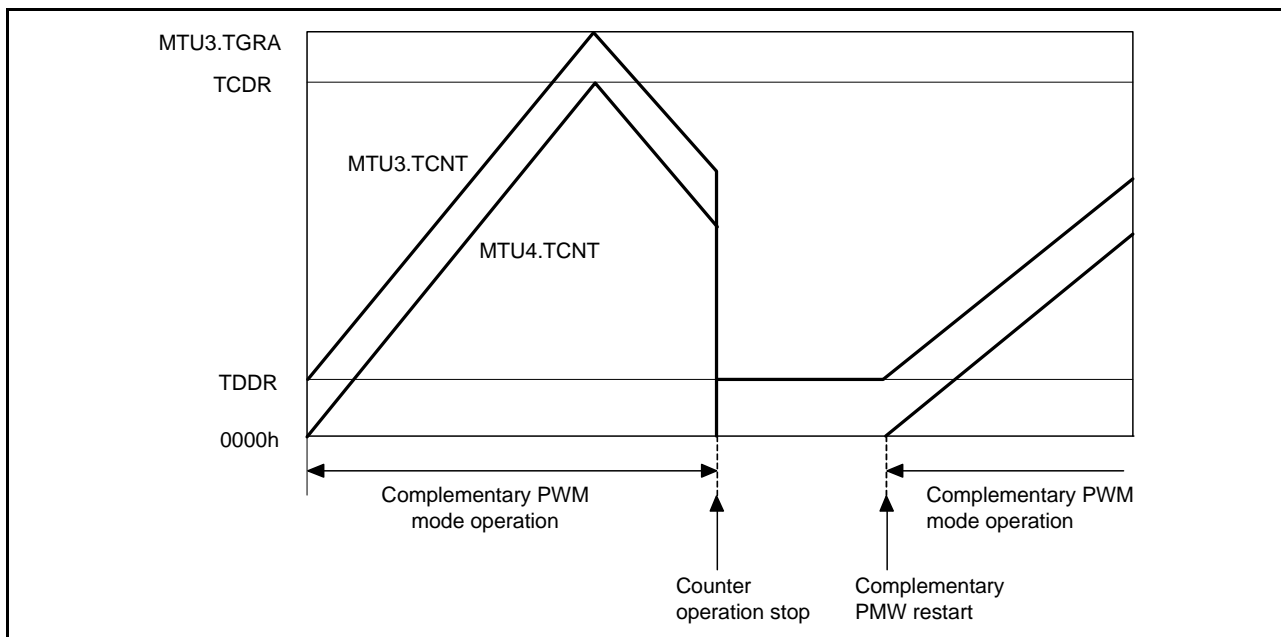 MTU3.TGRA
TCDR
MTU3.TCNT
MTU4.TCNT
TDDR
0000h
Complementary PWM
mode operation
Complementary PWM
mode operation
Counter
operation stop
Complementary
PMW restart